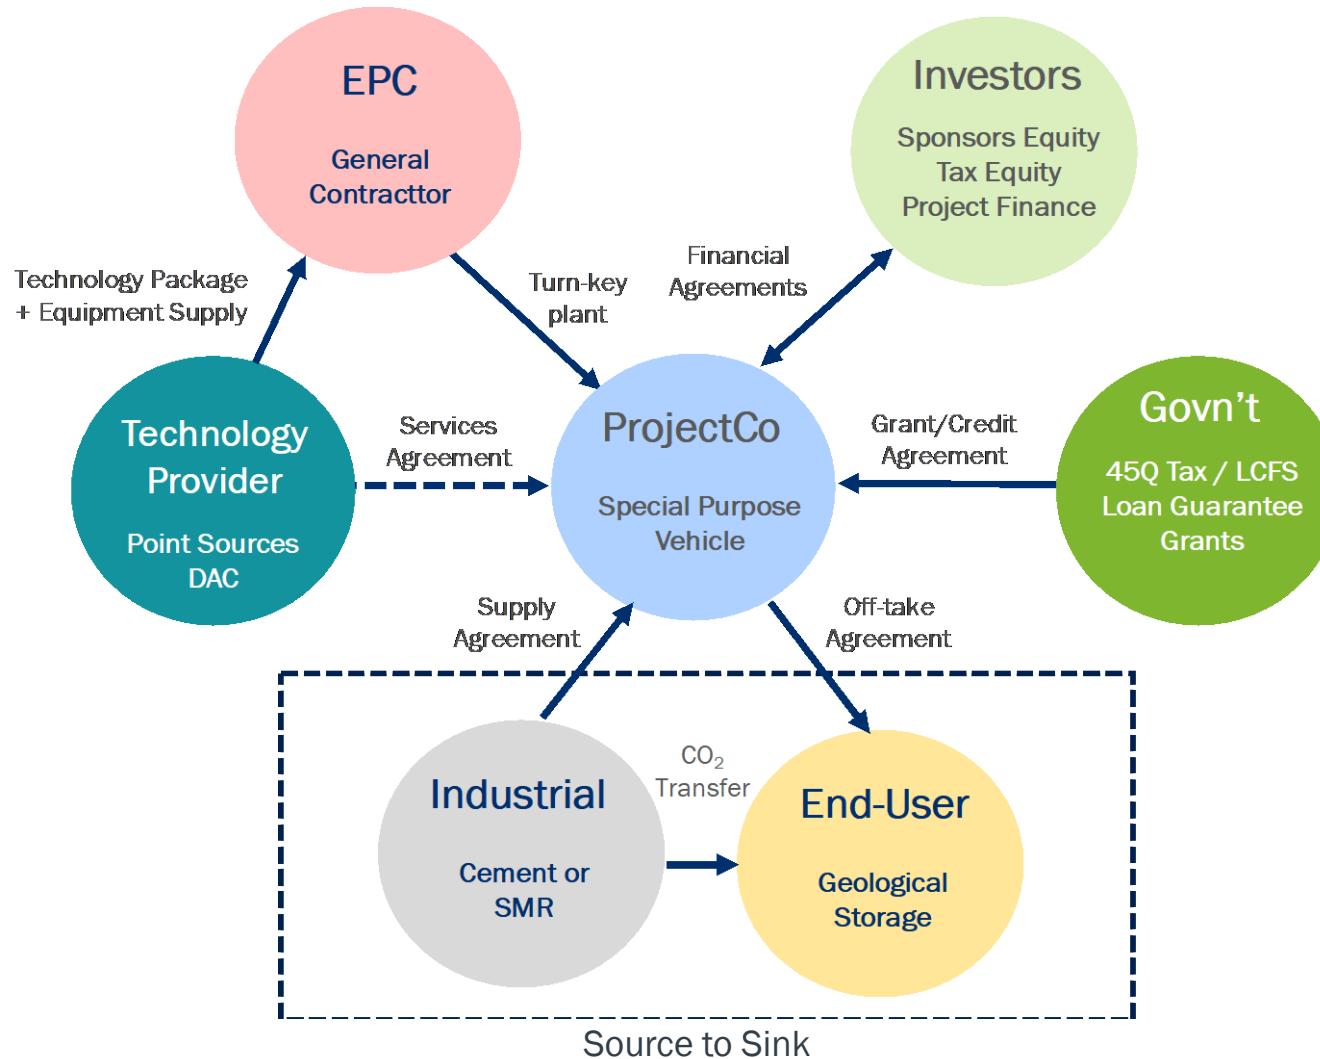 EPC
General
Contracttor
Investors
Sponsors Equity
Tax Equity
Project Finance
Technology Package
+ Equipment Supply
Turn-key
plant
Financial
Agreements
Technology
Provider
Point Sources
DAC
Services
Agreement
ProjectCo
Special Purpose
Vehicle
Grant/Credit
Agreement
Govn't
45Q Tax / LCFS
Loan Guarantee
Grants
Supply
Agreement
Off-take
Agreement
Industrial
Cement or
SMR
CO₂
Transfer
End-User
Geological
Storage
Source to Sink